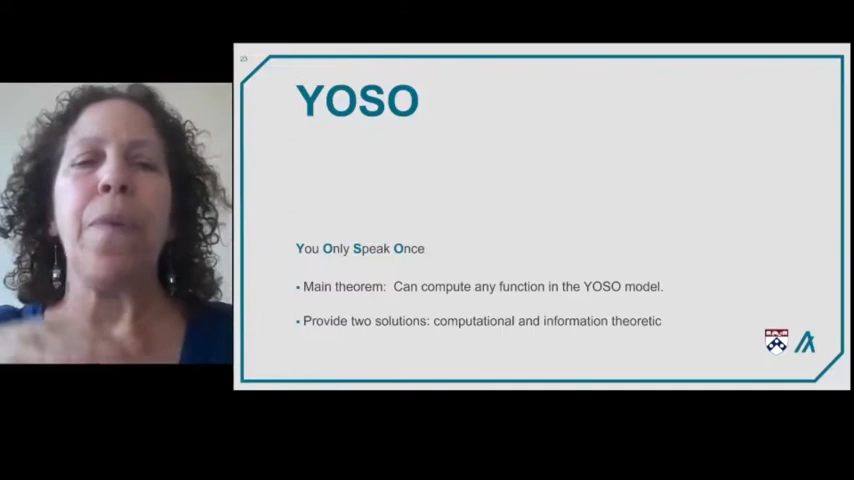 23
YOSO
You Only Speak Once
▪ Main theorem: Can compute any function in the YOSO model.
▪ Provide two solutions: computational and information theoretic